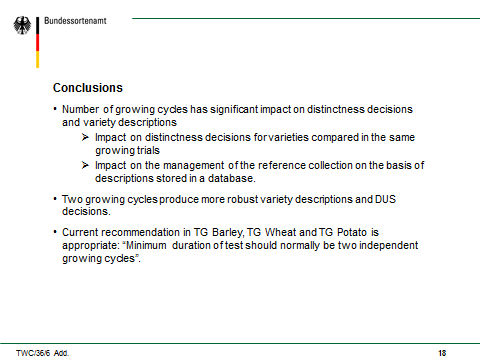 Bundessortenamt
Conclusions
• Number of growing cycles has significant impact on distinctness decisions
and variety descriptions
➢ Impact on distinctness decisions for varieties compared in the same
growing trials
➢ Impact on the management of the reference collection on the basis of
descriptions stored in a database.
• Two growing cycles produce more robust variety descriptions and DUS
decisions.
• Current recommendation in TG Barley, TG Wheat and TG Potato is
appropriate: “Minimum duration of test should normally be two independent
growing cycles”.
TWC/36/6 Add. 18